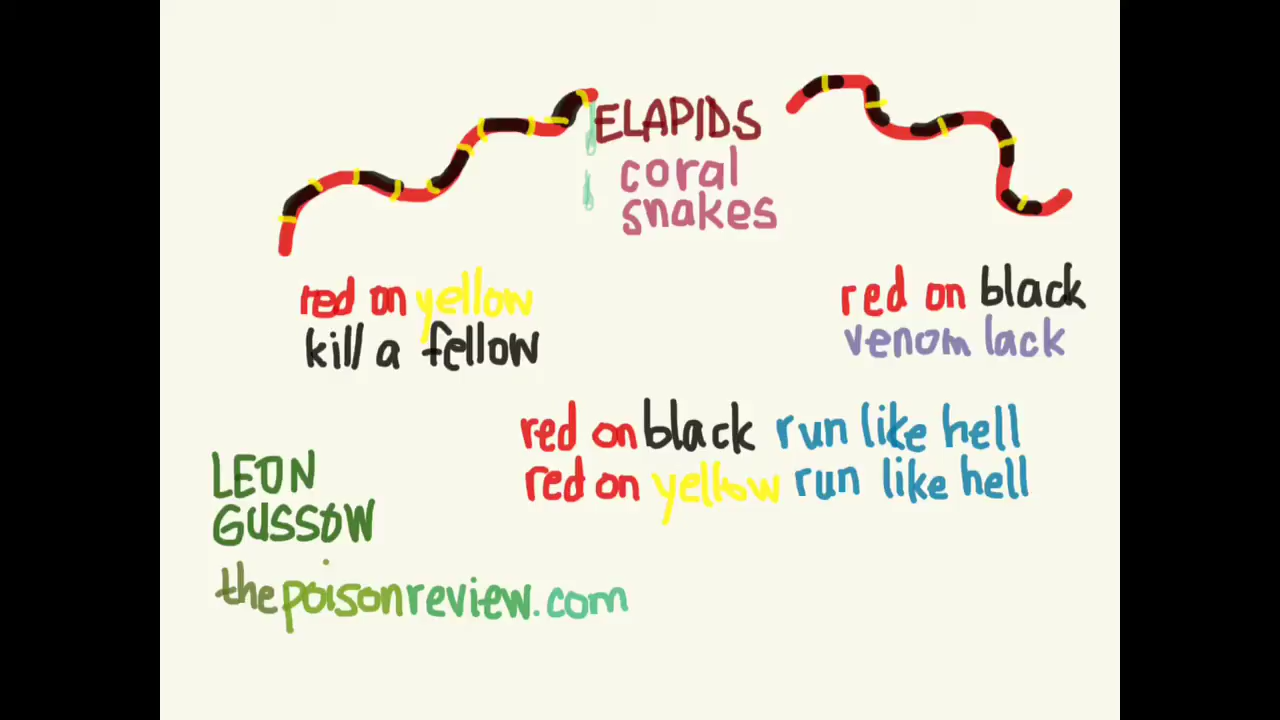 ELAPIDS
coral
snakes
red on yellow
kill a fellow
red on black
venom lack
red on black run like hell
red on yellow run like hell
LEON
GUSSOW
thepoisonreview.com